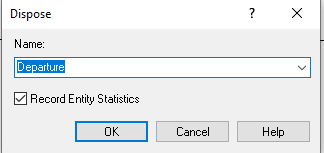 Dispose ? ×
Name:
Departure
Record Entity Statistics
OK Cancel Help